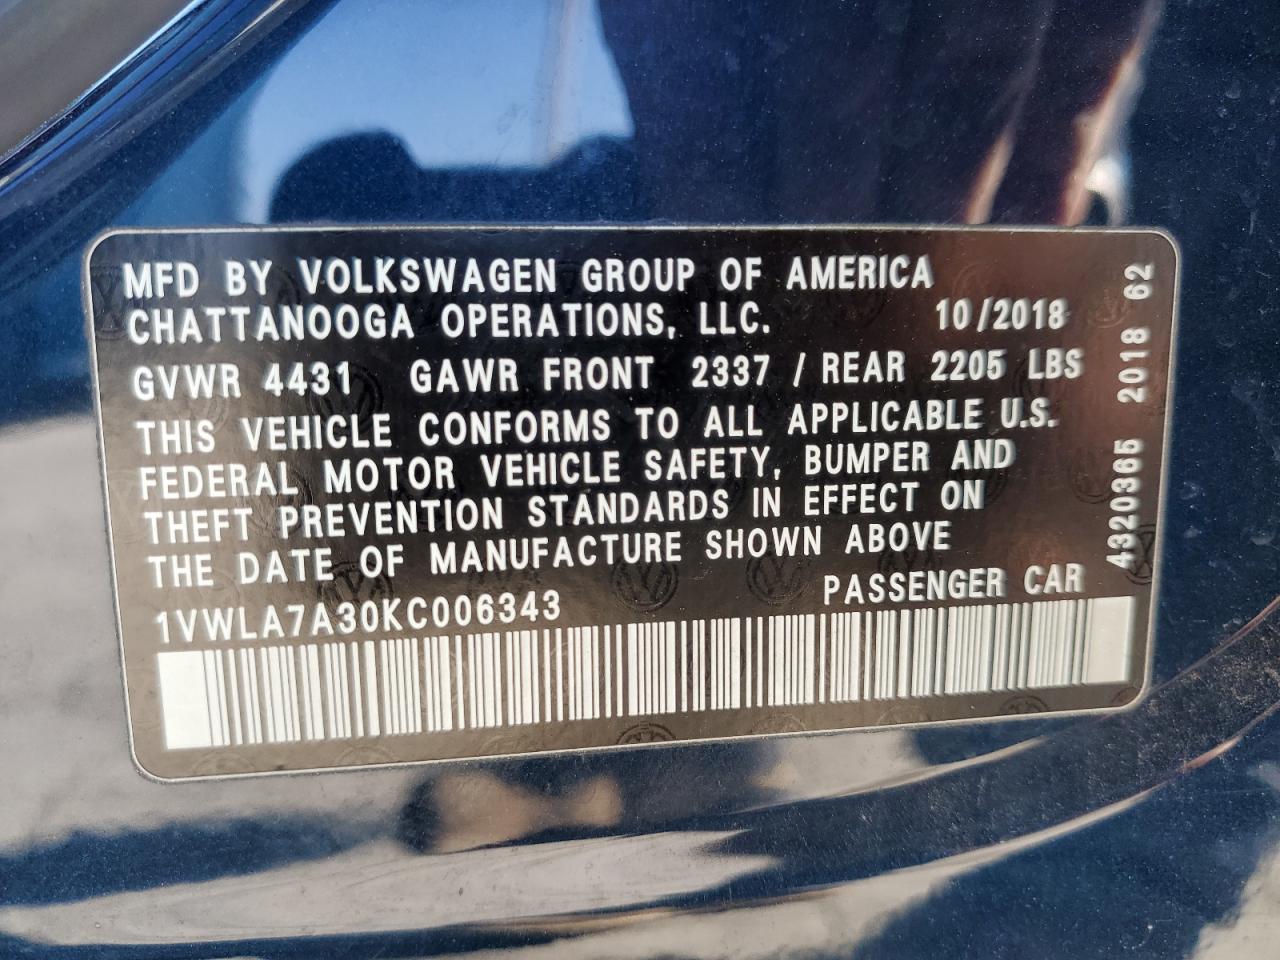 MFD BY VOLKSWAGEN GROUP OF AMERICA
CHATTANOOGA OPERATIONS, LLC. 10/2018
GVWR 4431 GAWR FRONT 2337 / REAR 2205 LBS
THIS VEHICLE CONFORMS TO ALL APPLICABLE U.S.
FEDERAL MOTOR VEHICLE SAFETY, BUMPER AND
THEFT PREVENTION STANDARDS IN EFFECT ON
THE DATE OF MANUFACTURE SHOWN ABOVE
PASSENGER CAR
1VWLA7A30KC006343
4320365 2018 62